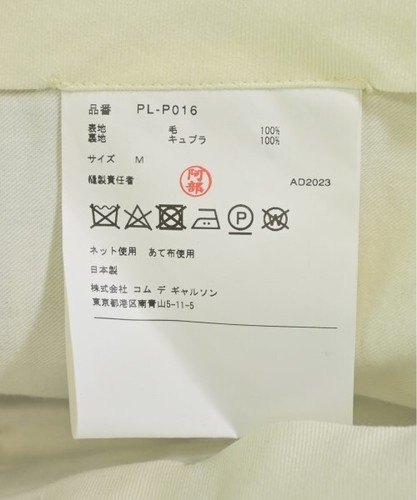 品番 PL-P016
表地 毛 100%
裏地 キュプラ 100%
サイズ M
縫製責任者 阿部 AD2023
P W
ネット使用 あて布使用
日本製
株式会社 コム デ ギャルソン
東京都港区南青山5-11-5